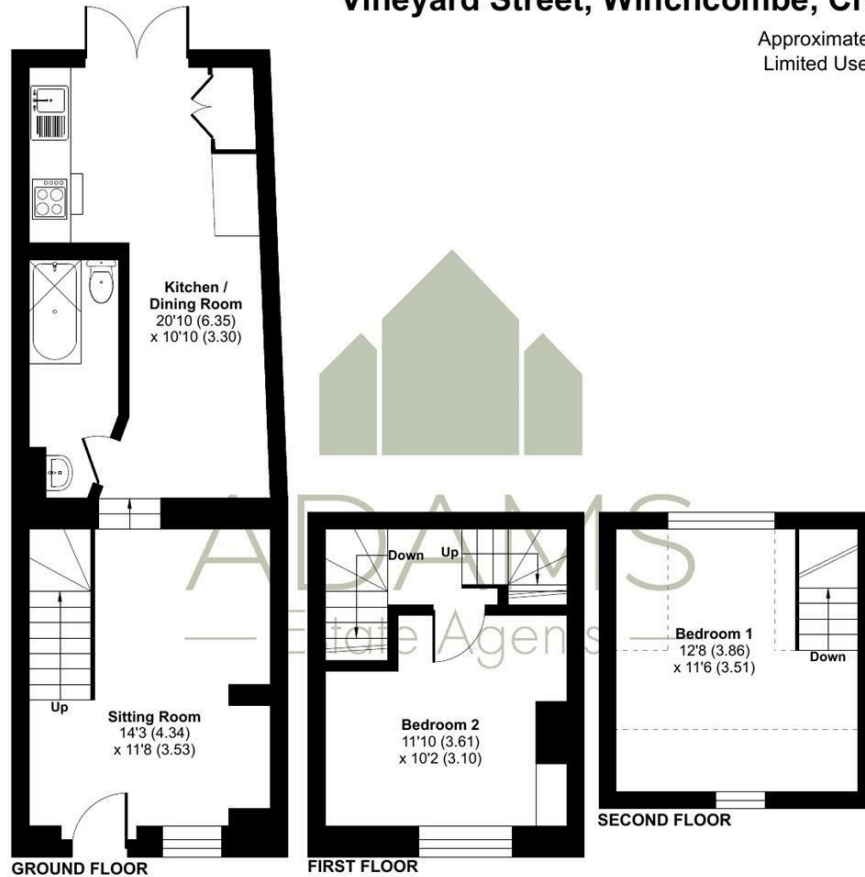 Vineyard Street, Winchcombe,
Approximate
Limited Use
Kitchen /
Dining Room
20'10 (6.35)
x 10'10 (3.30)
ADAMS
Estate Agents
Down
Up
Up
Sitting Room
14'3 (4.34)
x 11'8 (3.53)
Bedroom 2
11'10 (3.61)
x 10'2 (3.10)
Bedroom 1
12'8 (3.86)
x 11'6 (3.51)
Down
GROUND FLOOR
FIRST FLOOR
SECOND FLOOR